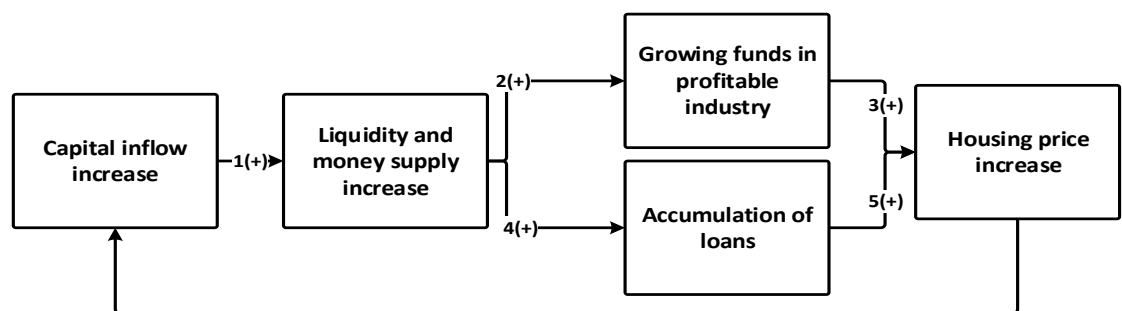 Capital inflow
increase
1(+)
Liquidity and
money supply
increase
2(+)
4(+)
Growing funds in
profitable
industry
Accumulation of
loans
3(+)
5(+)
Housing price
increase